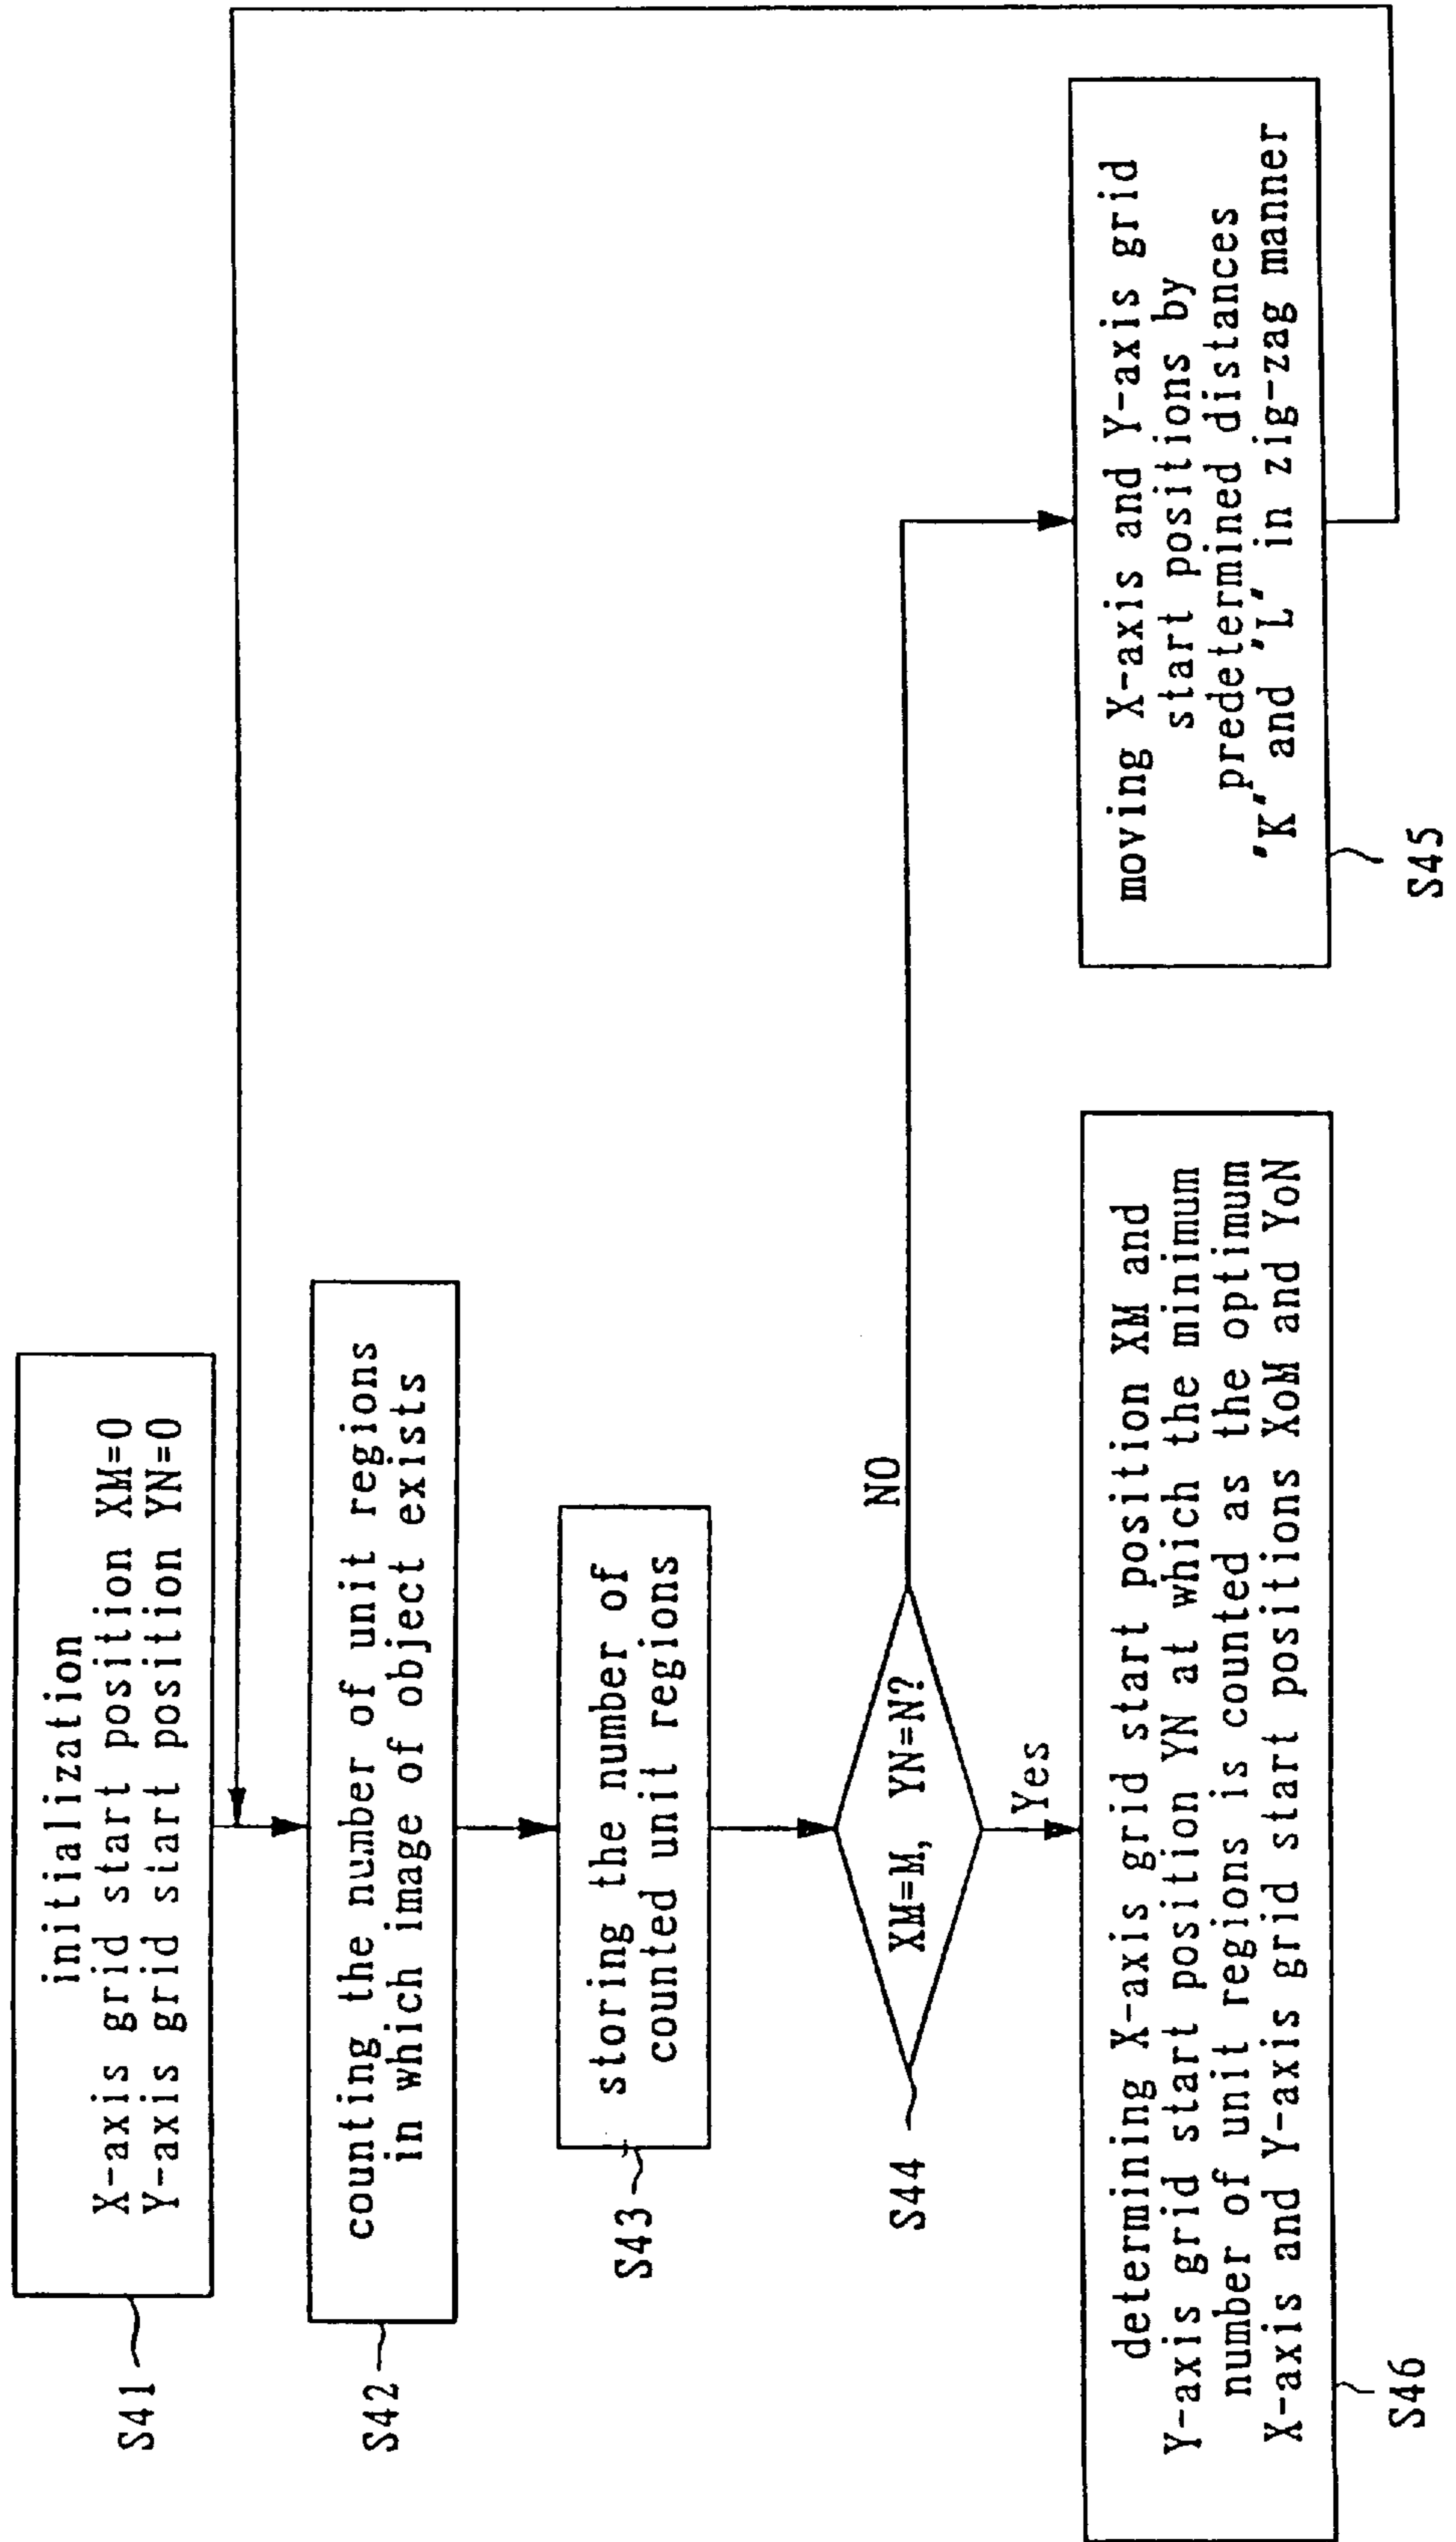 initialization
X-axis grid start position XM=0
Y-axis grid start position YN=0
S41
counting the number of unit regions
in which image of object exists
S42
storing the number of
counted unit regions
S43
XM=M, YN=N?
S44
NO
Yes
moving X-axis and Y-axis grid
start positions by
predetermined distances
'K' and 'L' in zig-zag manner
S45
determining X-axis grid start position XM and
Y-axis grid start position YN at which the minimum
number of unit regions is counted as the optimum
X-axis and Y-axis grid start positions XoM and YoN
S46